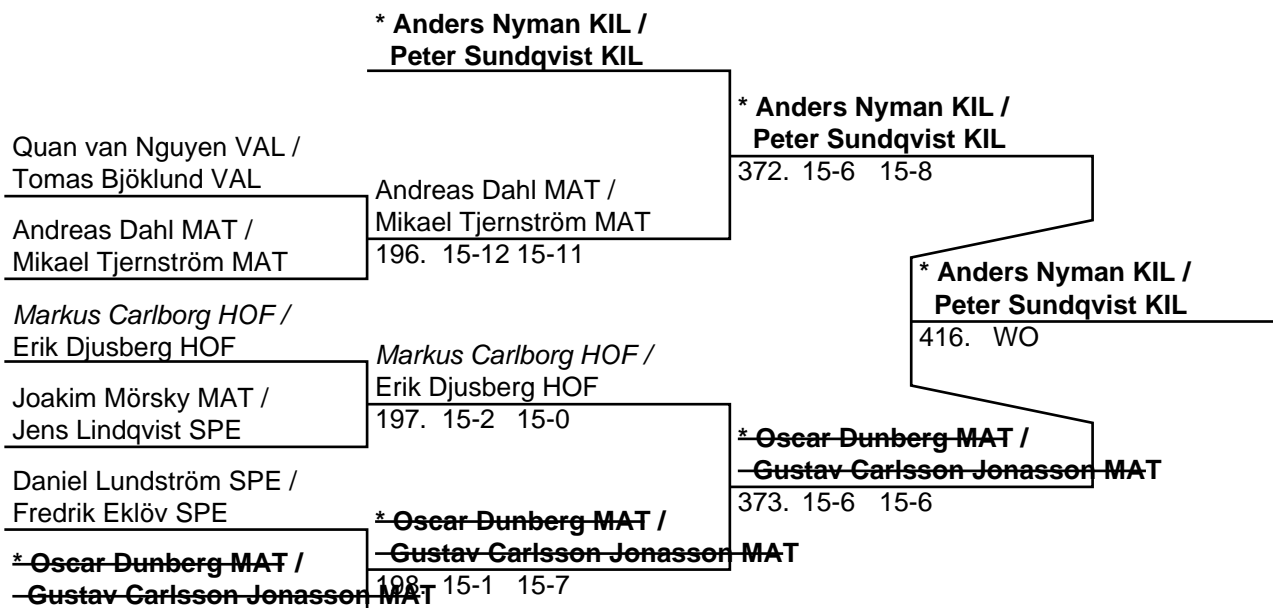 * Anders Nyman KIL /
Peter Sundqvist KIL
* Anders Nyman KIL /
Peter Sundqvist KIL
372. 15-6 15-8
Quan van Nguyen VAL /
Tomas Bjöklund VAL
Andreas Dahl MAT /
Mikael Tjernström MAT
196. 15-12 15-11
Andreas Dahl MAT /
Mikael Tjernström MAT
* Anders Nyman KIL /
Peter Sundqvist KIL
416. WO
Markus Carlborg HOF /
Erik Djusberg HOF
Markus Carlborg HOF /
Erik Djusberg HOF
197. 15-2 15-0
Joakim Mörsky MAT /
Jens Lindqvist SPE
* Oscar Dunberg MAT /
Gustav Carlsson Jonasson MAT
373. 15-6 15-6
Daniel Lundström SPE /
Fredrik Eklöv SPE
* Oscar Dunberg MAT /
Gustav Carlsson Jonasson MAT
198. 15-1 15-7
* Oscar Dunberg MAT /
Gustav Carlsson Jonasson MAT